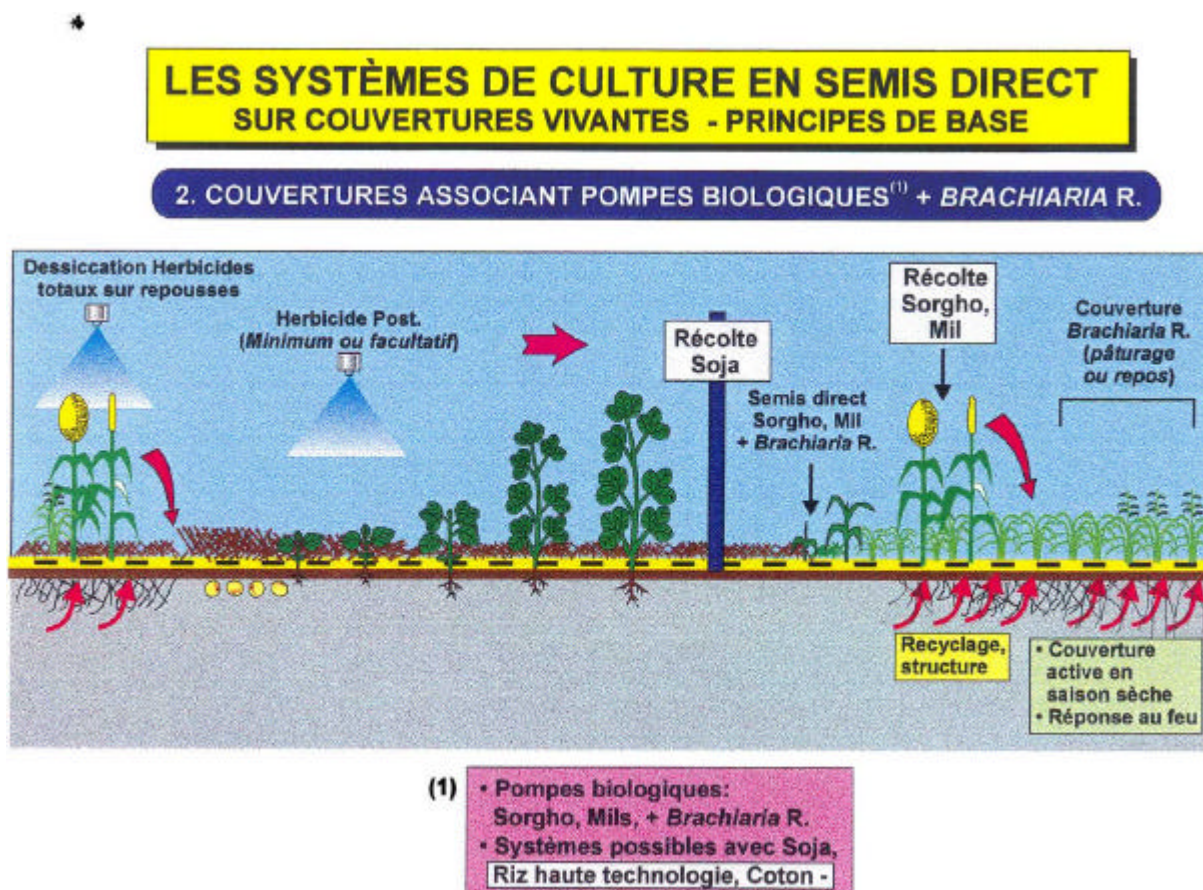 LES SYSTÈMES DE CULTURE EN SEMIS DIRECT
SUR COUVERTURES VIVANTES - PRINCIPES DE BASE
2. COUVERTURES ASSOCIANT POMPES BIOLOGIQUES(1) + BRACHIARIA R.
Dessiccation Herbicides
totaux sur repousses
Herbicide Post.
(Minimum ou facultatif)
Récolte
Soja
Semis direct
Sorgho, Mil
+ Brachiaria R.
Récolte
Sorgho,
Mil
Couverture
Brachiaria R.
(pâturage
ou repos)
Recyclage,
structure
• Couverture
active en
saison sèche
• Réponse au feu
(1)
• Pompes biologiques:
Sorgho, Mils, + Brachiaria R.
• Systèmes possibles avec Soja,
Riz haute technologie, Coton -